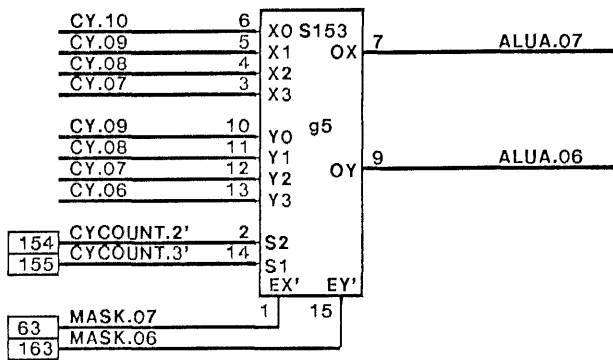 CY.10 6 X0 S153
CY.09 5 X1 OX 7 ALUA.07
CY.08 4 X2
CY.07 3 X3
CY.09 10 Y0 g5
CY.08 11 Y1
CY.07 12 Y2 OY 9 ALUA.06
CY.06 13 Y3
154 CYCOUNT.2' 2 S2
155 CYCOUNT.3' 14 S1
EX' EY'
63 MASK.07 1 15
163 MASK.06